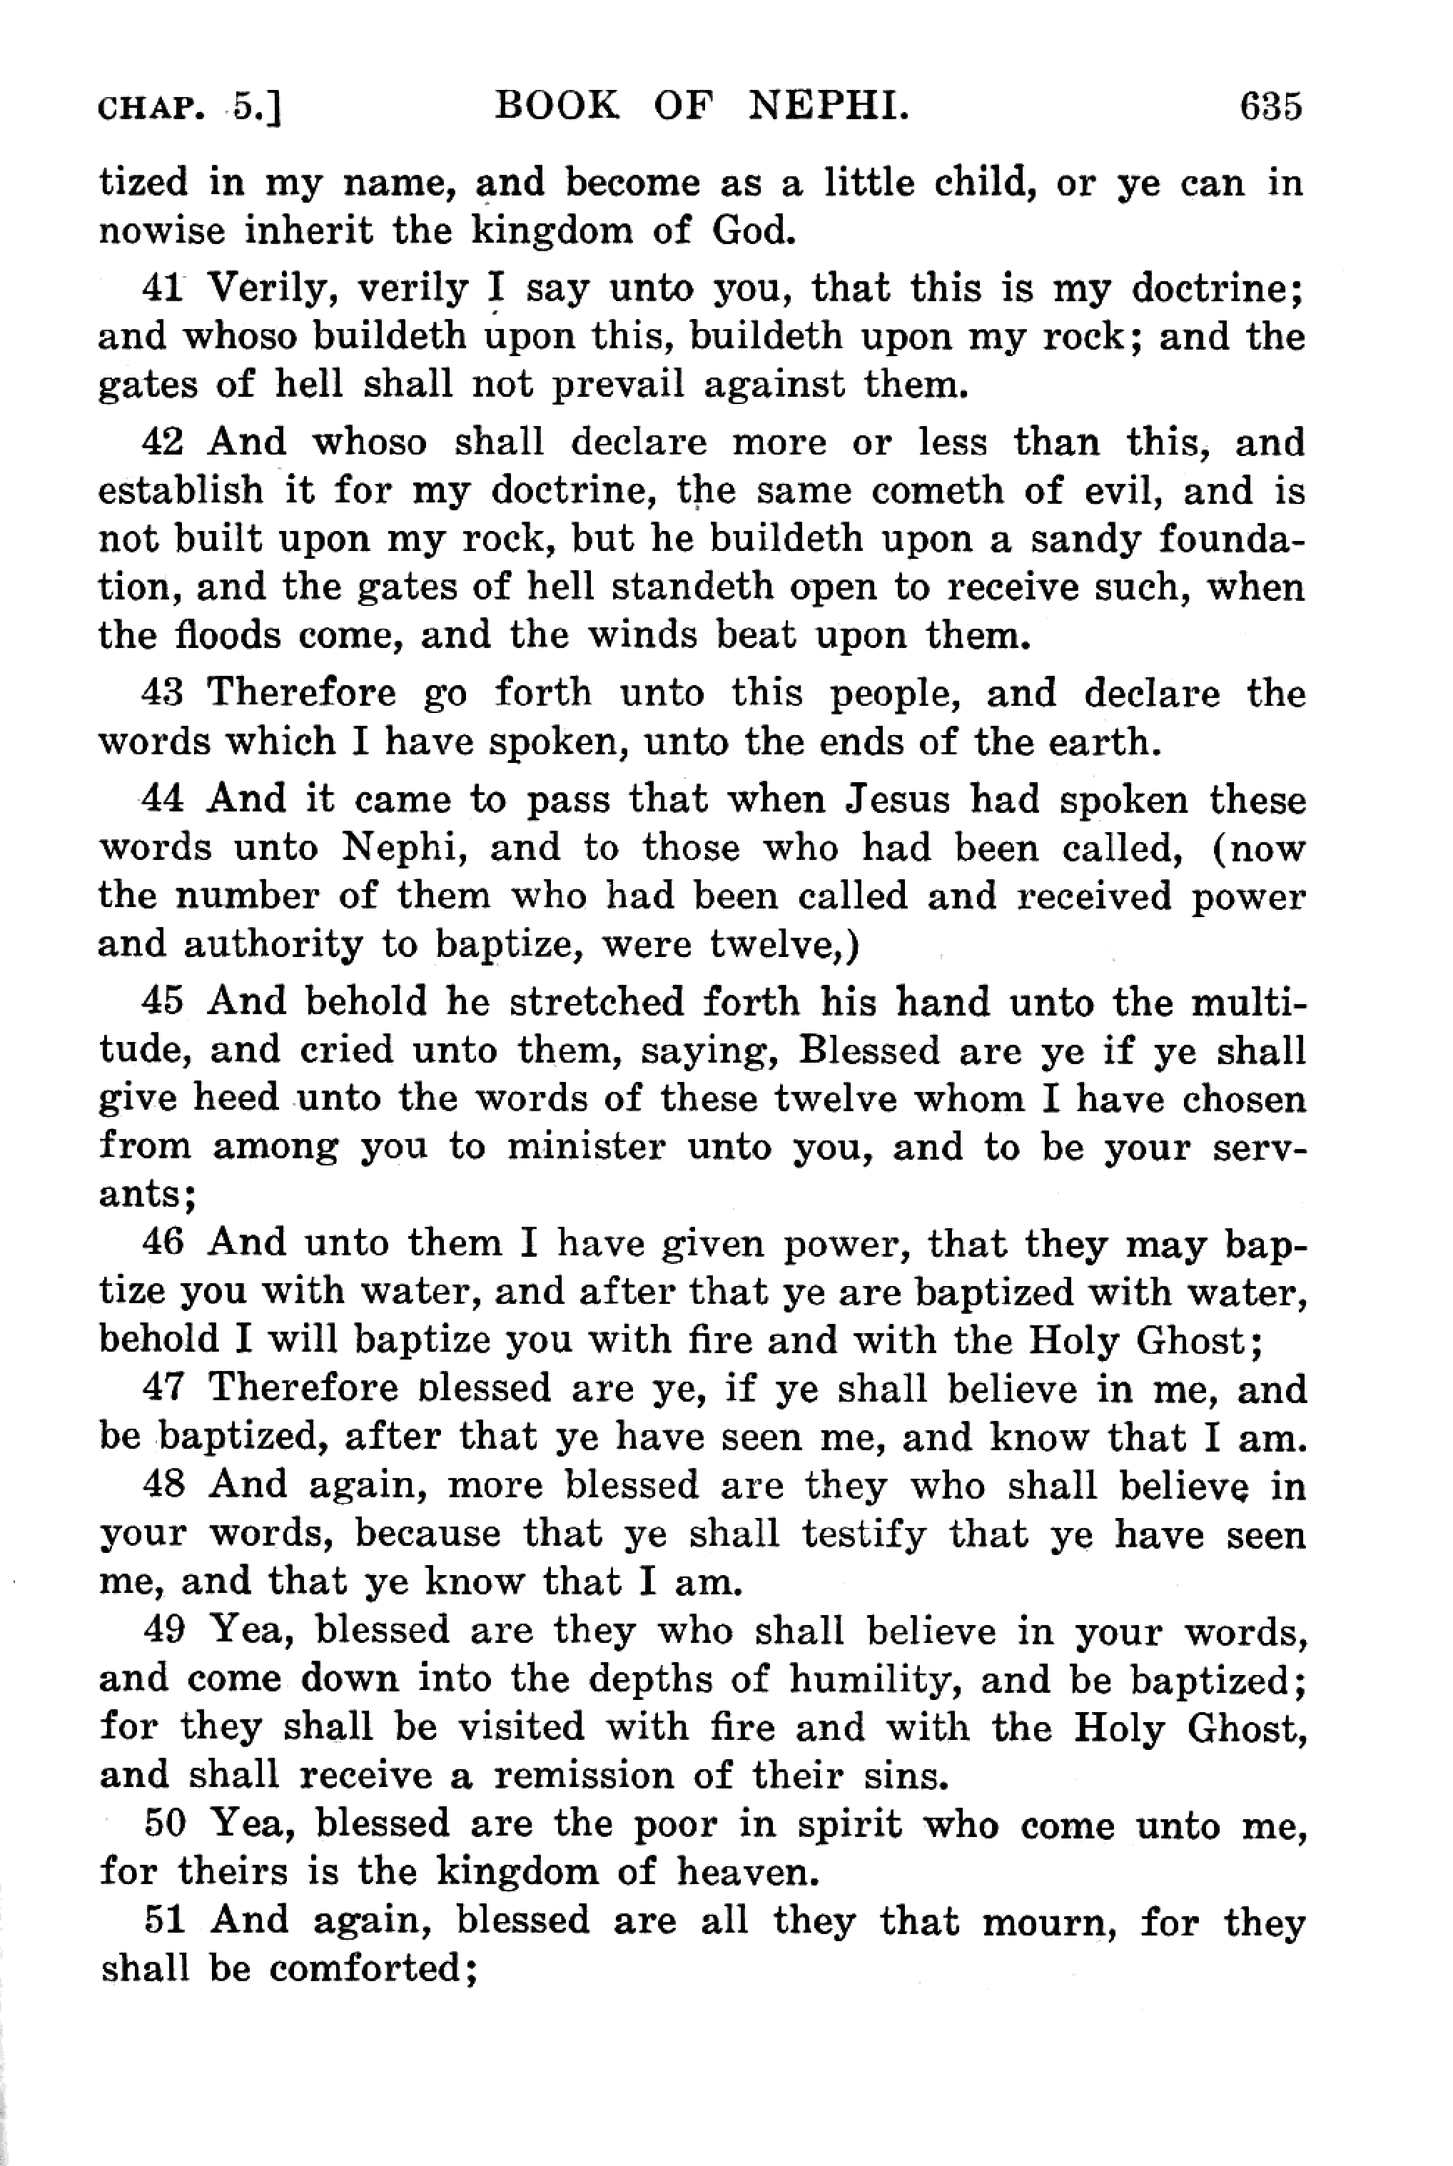 CHAP. 5.] BOOK OF NEPHI. 635
tized in my name, and become as a little child, or ye can in
nowise inherit the kingdom of God.
41 Verily, verily I say unto you, that this is my doctrine;
and whoso buildeth upon this, buildeth upon my rock; and the
gates of hell shall not prevail against them.
42 And whoso shall declare more or less than this, and
establish it for my doctrine, the same cometh of evil, and is
not built upon my rock, but he buildeth upon a sandy founda-
tion, and the gates of hell standeth open to receive such, when
the floods come, and the winds beat upon them.
43 Therefore go forth unto this people, and declare the
words which I have spoken, unto the ends of the earth.
44 And it came to pass that when Jesus had spoken these
words unto Nephi, and to those who had been called, (now
the number of them who had been called and received power
and authority to baptize, were twelve,)
45 And behold he stretched forth his hand unto the multi-
tude, and cried unto them, saying, Blessed are ye if ye shall
give heed unto the words of these twelve whom I have chosen
from among you to minister unto you, and to be your serv-
ants;
46 And unto them I have given power, that they may bap-
tize you with water, and after that ye are baptized with water,
behold I will baptize you with fire and with the Holy Ghost;
47 Therefore blessed are ye, if ye shall believe in me, and
be baptized, after that ye have seen me, and know that I am.
48 And again, more blessed are they who shall believe in
your words, because that ye shall testify that ye have seen
me, and that ye know that I am.
49 Yea, blessed are they who shall believe in your words,
and come down into the depths of humility, and be baptized;
for they shall be visited with fire and with the Holy Ghost,
and shall receive a remission of their sins.
50 Yea, blessed are the poor in spirit who come unto me,
for theirs is the kingdom of heaven.
51 And again, blessed are all they that mourn, for they
shall be comforted;